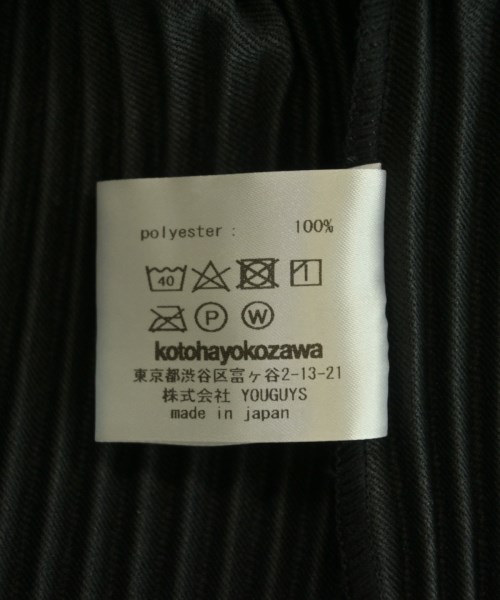 polyester : 100%
40
P W
kotohayokozawa
東京都渋谷区富ヶ谷2-13-21
株式会社 YOUGUYS
made in japan